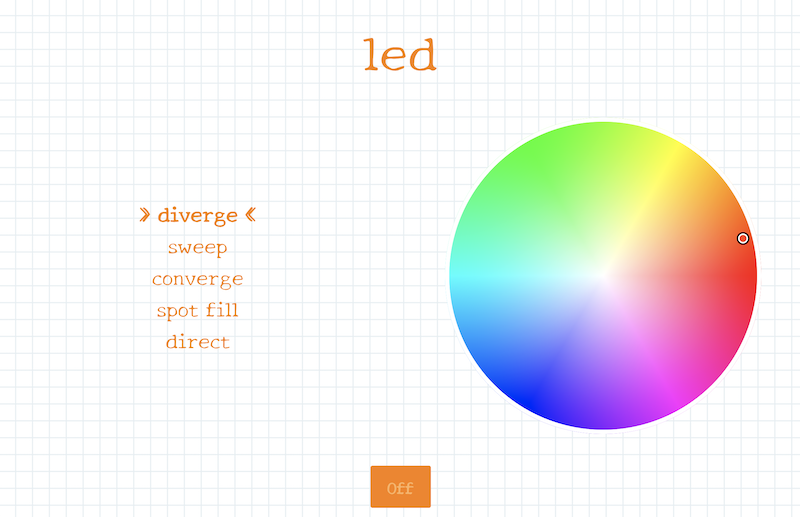 led
» diverge «
sweep
converge
spot fill
direct
Off